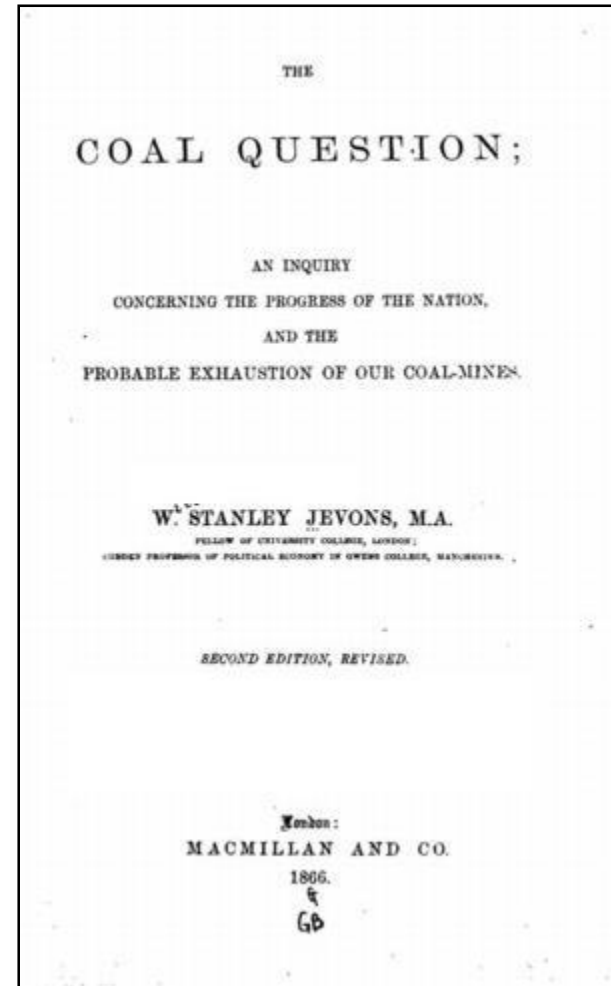 THE
COAL QUESTION;
AN INQUIRY
CONCERNING THE PROGRESS OF THE NATION,
AND THE
PROBABLE EXHAUSTION OF OUR COAL-MINES.
W. STANLEY JEVONS, M.A.
FELLOW OF UNIVERSITY COLLEGE, LONDON;
COBDEN PROFESSOR OF POLITICAL ECONOMY IN OWENS COLLEGE, MANCHESTER.
SECOND EDITION, REVISED.
London:
MACMILLAN AND CO.
1866.
GB